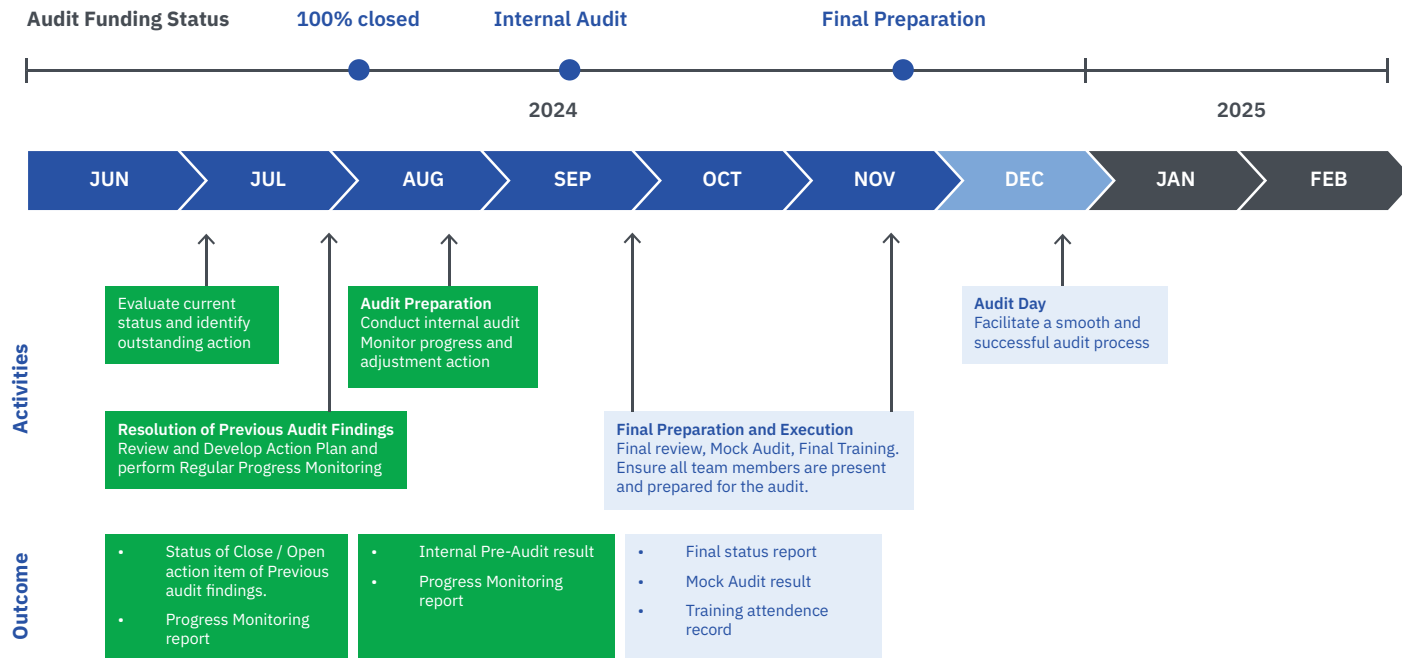 Audit Funding Status
100% closed
Internal Audit
Final Preparation
2024
2025
JUN
JUL
AUG
SEP
OCT
NOV
DEC
JAN
FEB
Activities
Evaluate current
status and identify
outstanding action
Audit Preparation
Conduct internal audit
Monitor progress and
adjustment action
Audit Day
Facilitate a smooth and
successful audit process
Resolution of Previous Audit Findings
Review and Develop Action Plan and
perform Regular Progress Monitoring
Final Preparation and Execution
Final review, Mock Audit, Final Training.
Ensure all team members are present
and prepared for the audit.
Outcome
• Status of Close / Open
action item of Previous
audit findings.
• Progress Monitoring
report
• Internal Pre-Audit result
• Progress Monitoring
report
• Final status report
• Mock Audit result
• Training attendence
record